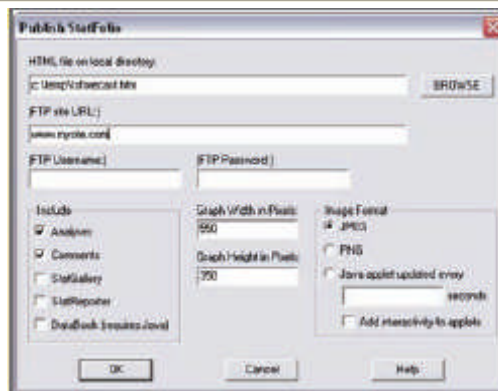 Publish StatFolio
HTML file on local directory:
BROWSE
(FTP site URL:)
www.mysite.com
(FTP Username:)
(FTP Password:)
Include
Analyses
Comments
StatGallery
StatReporter
DataBook (requires Java)
Graph Width in Pixels:
550
Graph Height in Pixels:
350
Image Format
JPEG
PNG
Java applet updated every
seconds
Add interactivity to applets
OK
Cancel
Help